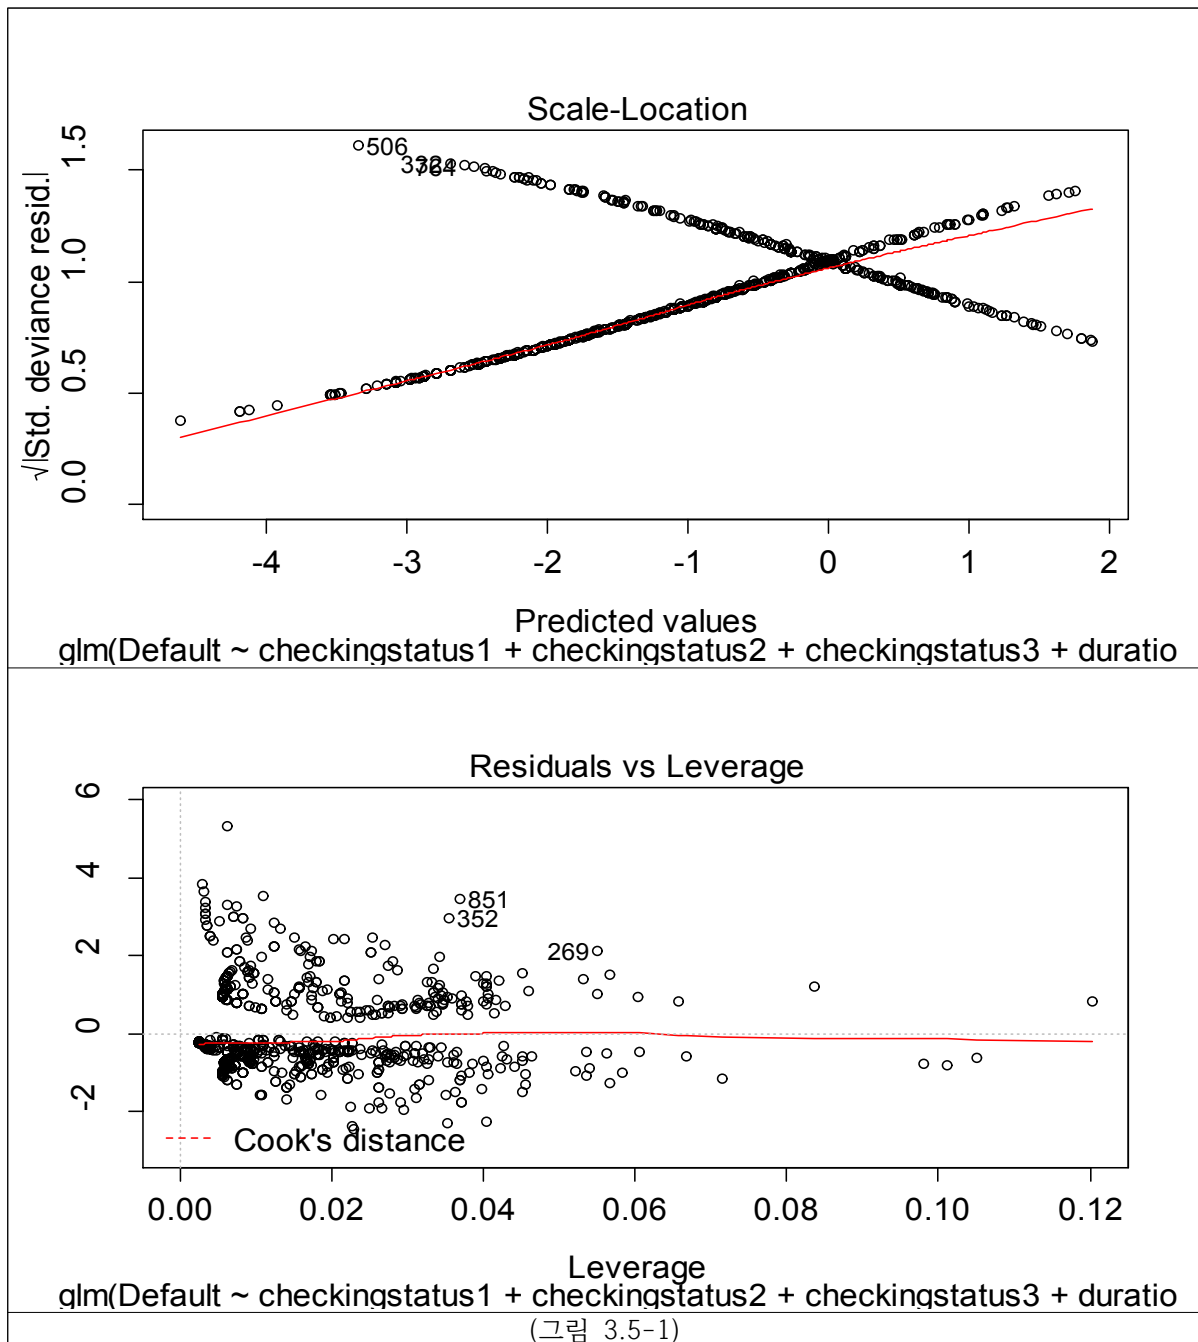 Scale-Location
√|Std. deviance resid.|
1.5
1.0
0.5
0.0
506
764
-4 -3 -2 -1 0 1 2
Predicted values
glm(Default ~ checkingstatus1 + checkingstatus2 + checkingstatus3 + duratio
Residuals vs Leverage
6
4
2
0
-2
851
352
269
Cook's distance
0.00 0.02 0.04 0.06 0.08 0.10 0.12
Leverage
glm(Default ~ checkingstatus1 + checkingstatus2 + checkingstatus3 + duratio
(그림 3.5-1)